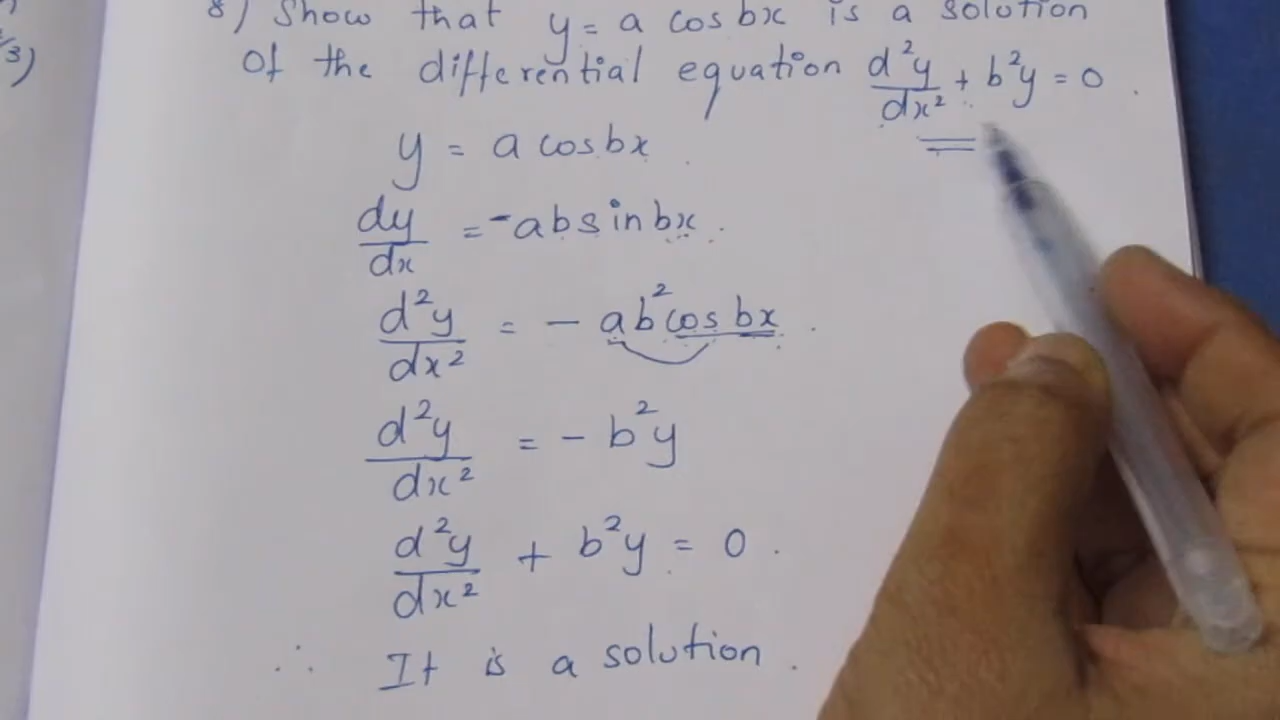 8) Show that y = a cos bx is a solution
of the differential equation d²y/dx² + b²y = 0.
y = a cos bx
dy/dx = -ab sin bx.
d²y/dx² = - ab² cos bx.
d²y/dx² = - b²y
d²y/dx² + b²y = 0.
∴ It is a solution.